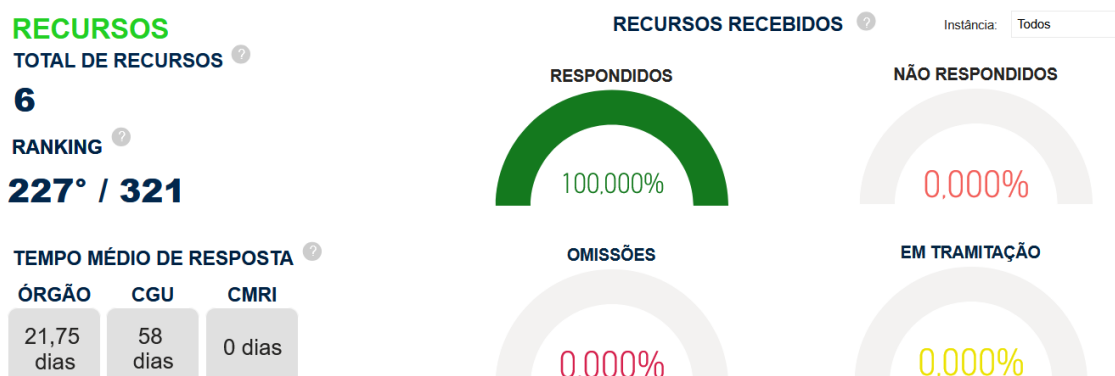 RECURSOS
TOTAL DE RECURSOS ?
6
RANKING ?
227° / 321
TEMPO MÉDIO DE RESPOSTA ?
ÓRGÃO CGU CMRI
21,75 dias
58 dias
0 dias
RECURSOS RECEBIDOS ?
Instância: Todos
RESPONDIDOS
100,000%
NÃO RESPONDIDOS
0,000%
OMISSÕES
0,000%
EM TRAMITAÇÃO
0,000%